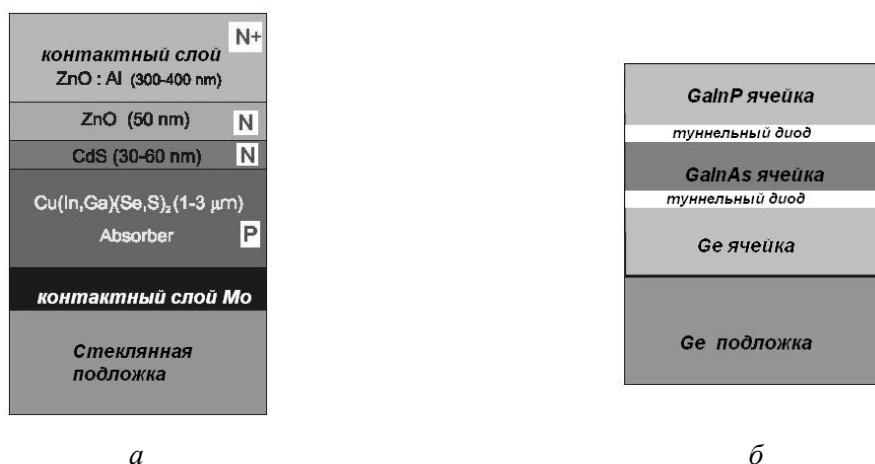 N+
контактный слой
ZnO : Al (300-400 nm)
ZnO (50 nm) N
CdS (30-60 nm) N
Cu(In,Ga)(Se,S)₂ (1-3 μm)
Absorber P
контактный слой Mo
Стеклянная
подложка
а
GaInP ячейка
туннельный диод
GaInAs ячейка
туннельный диод
Ge ячейка
Ge подложка
б